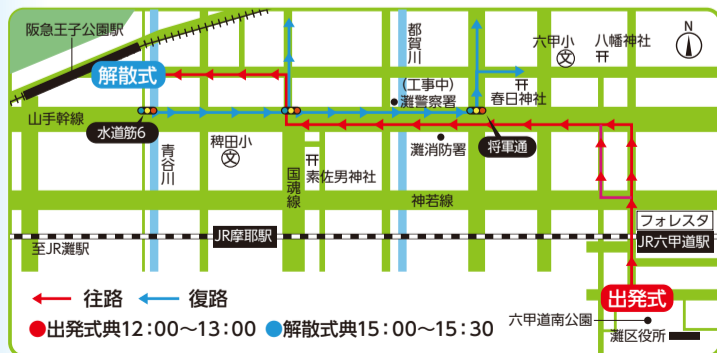 阪急王子公園駅
解散式
都賀川
六甲小
八幡神社
N
(工事中)
灘警察署
春日神社
山手幹線
水道筋6
青谷川
稗田小
国魂線
素佐男神社
灘消防署
将軍通
神若線
フォレスタ
JR摩耶駅
JR六甲道駅
至JR灘駅
往路
復路
出発式
●出発式典12:00~13:00
●解散式典15:00~15:30
六甲道南公園
灘区役所